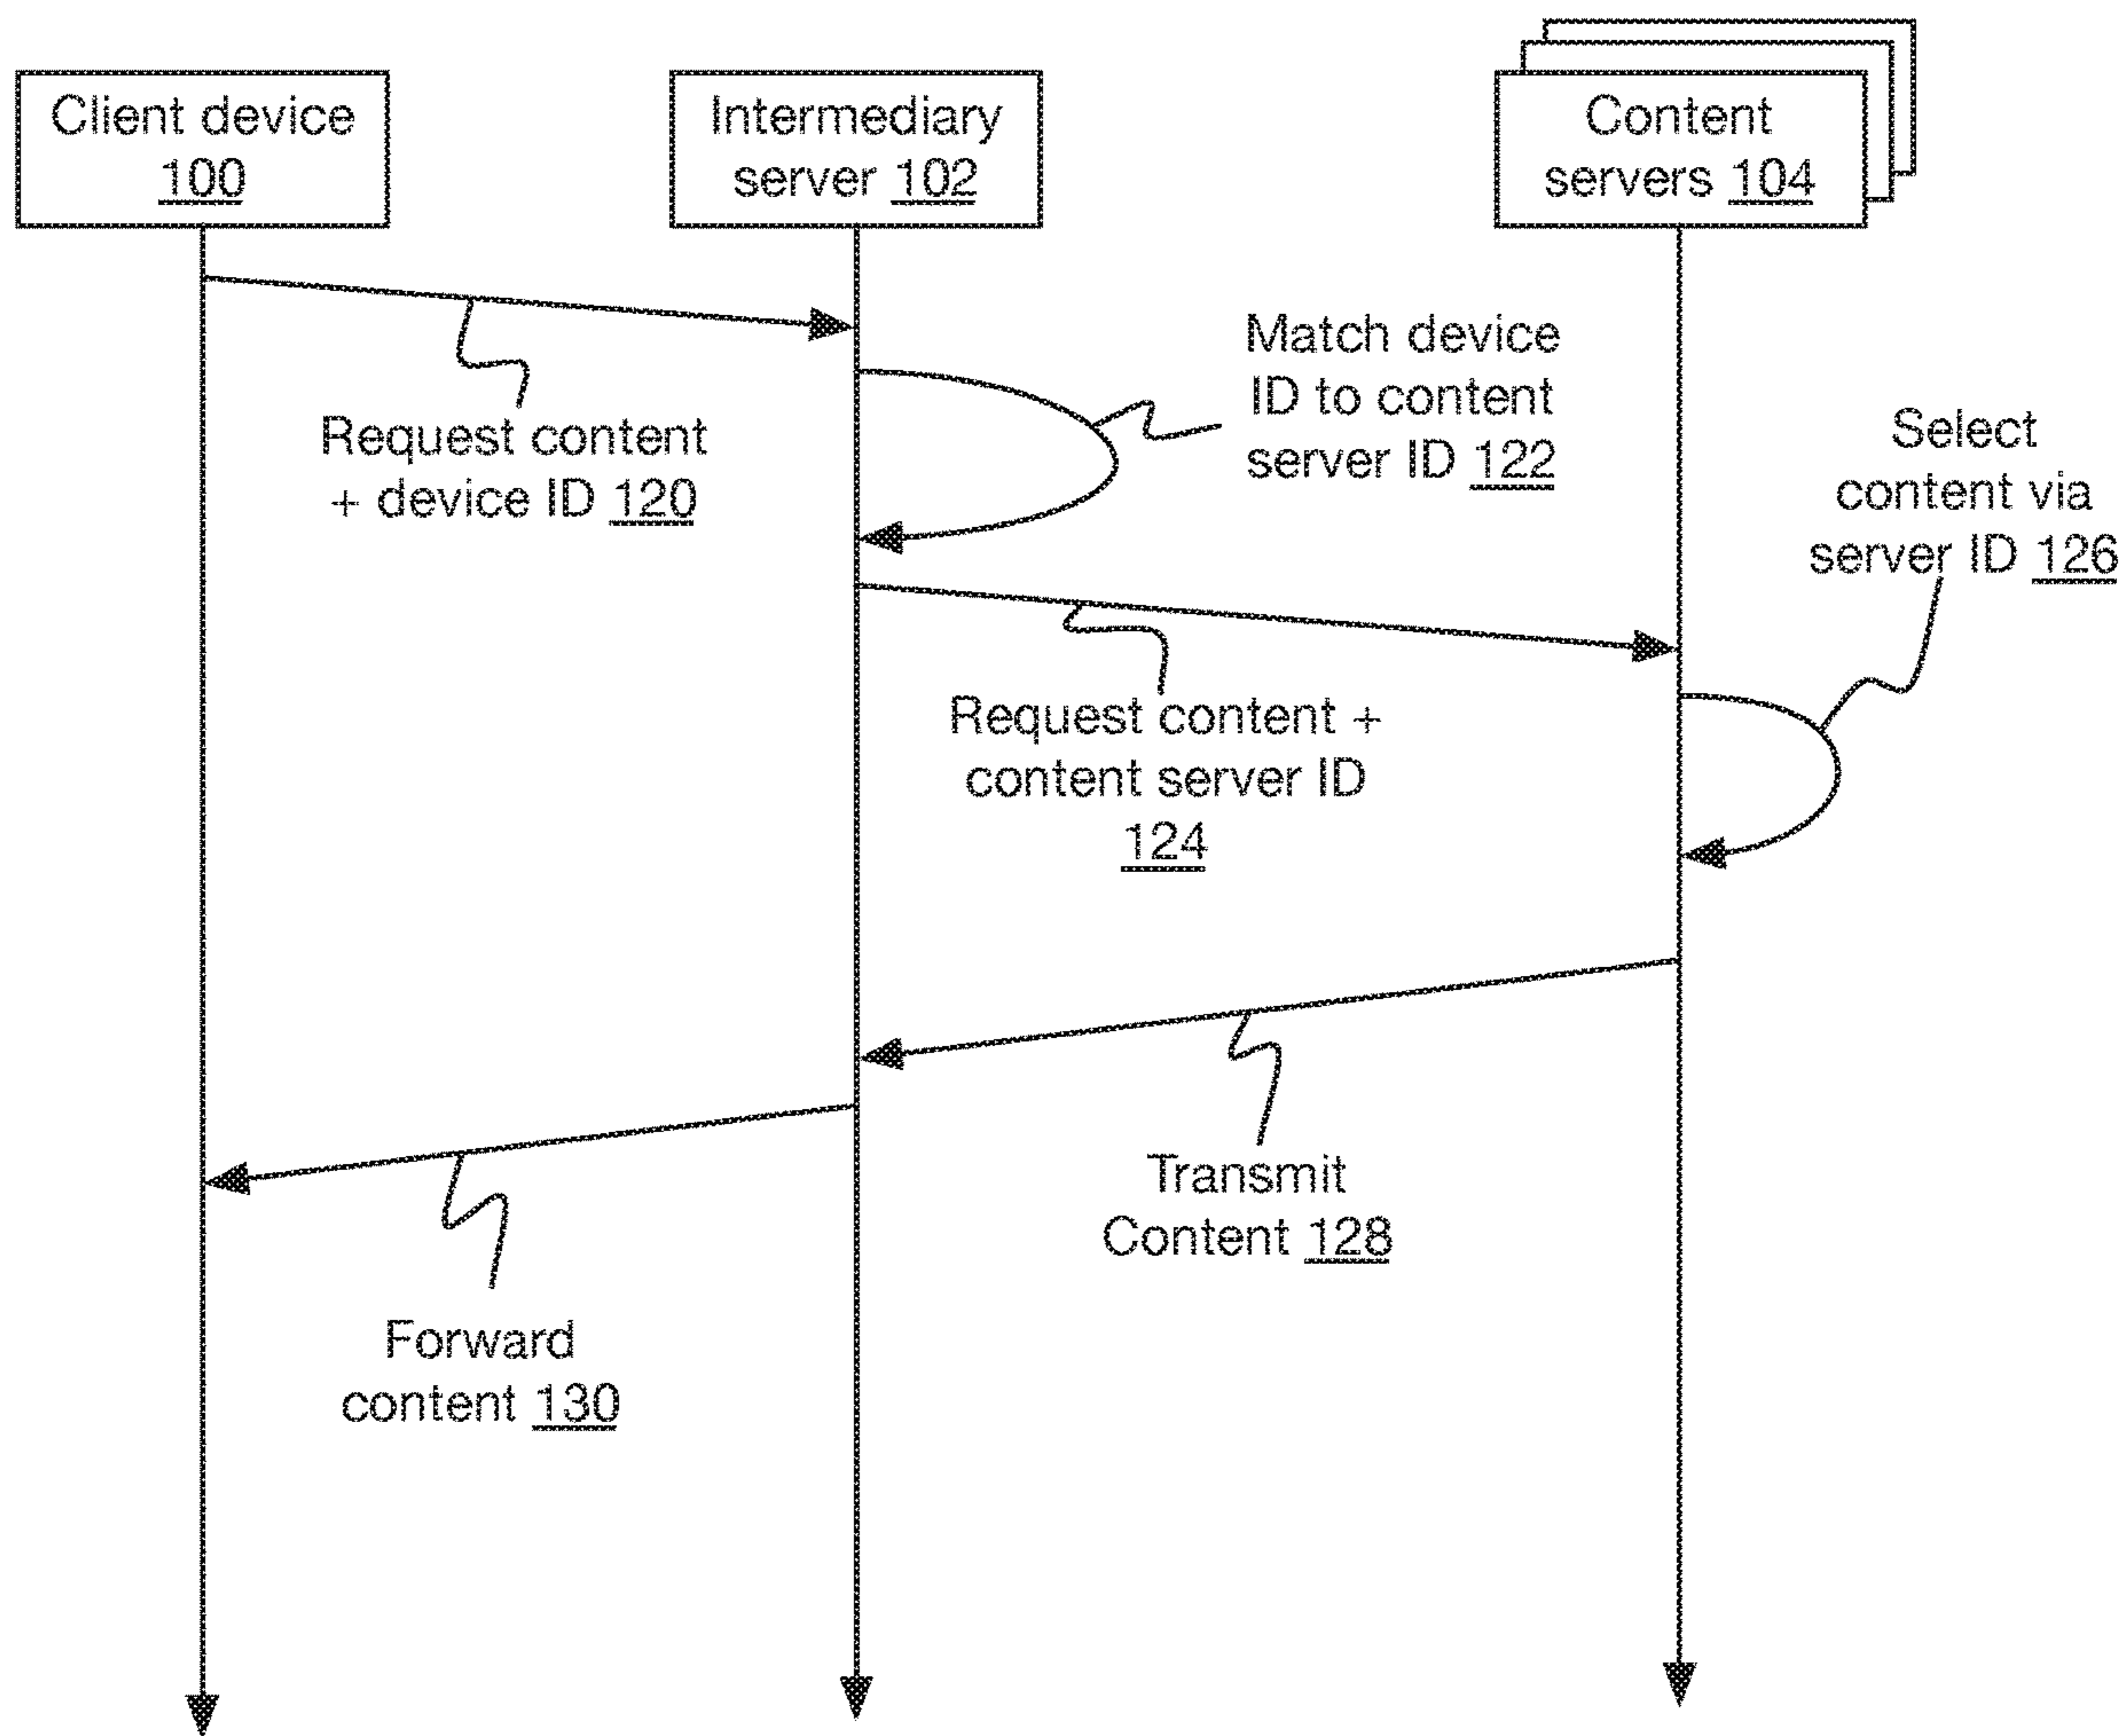 Client device
100
Intermediary
server 102
Content
servers 104
Request content
+ device ID 120
Match device
ID to content
server ID 122
Select
content via
server ID 126
Request content +
content server ID
124
Transmit
Content 128
Forward
content 130